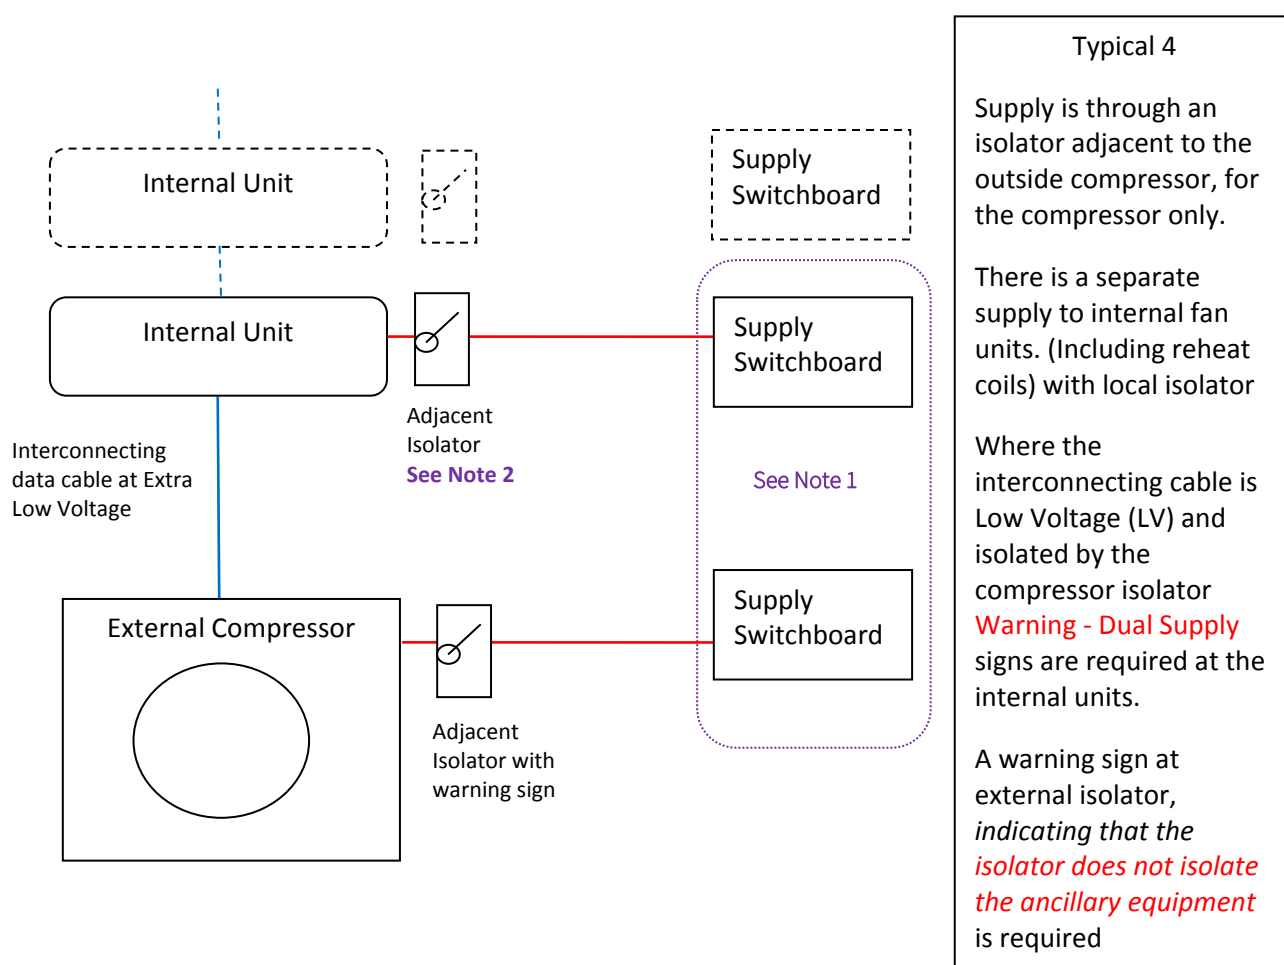 Internal Unit
Supply
Switchboard
Internal Unit
Supply
Switchboard
Adjacent
Isolator
See Note 2
Interconnecting
data cable at Extra
Low Voltage
See Note 1
External Compressor
Supply
Switchboard
Adjacent
Isolator with
warning sign
Typical 4
Supply is through an
isolator adjacent to the
outside compressor, for
the compressor only.
There is a separate
supply to internal fan
units. (Including reheat
coils) with local isolator
Where the
interconnecting cable is
Low Voltage (LV) and
isolated by the
compressor isolator
Warning - Dual Supply
signs are required at the
internal units.
A warning sign at
external isolator,
indicating that the
isolator does not isolate
the ancillary equipment
is required